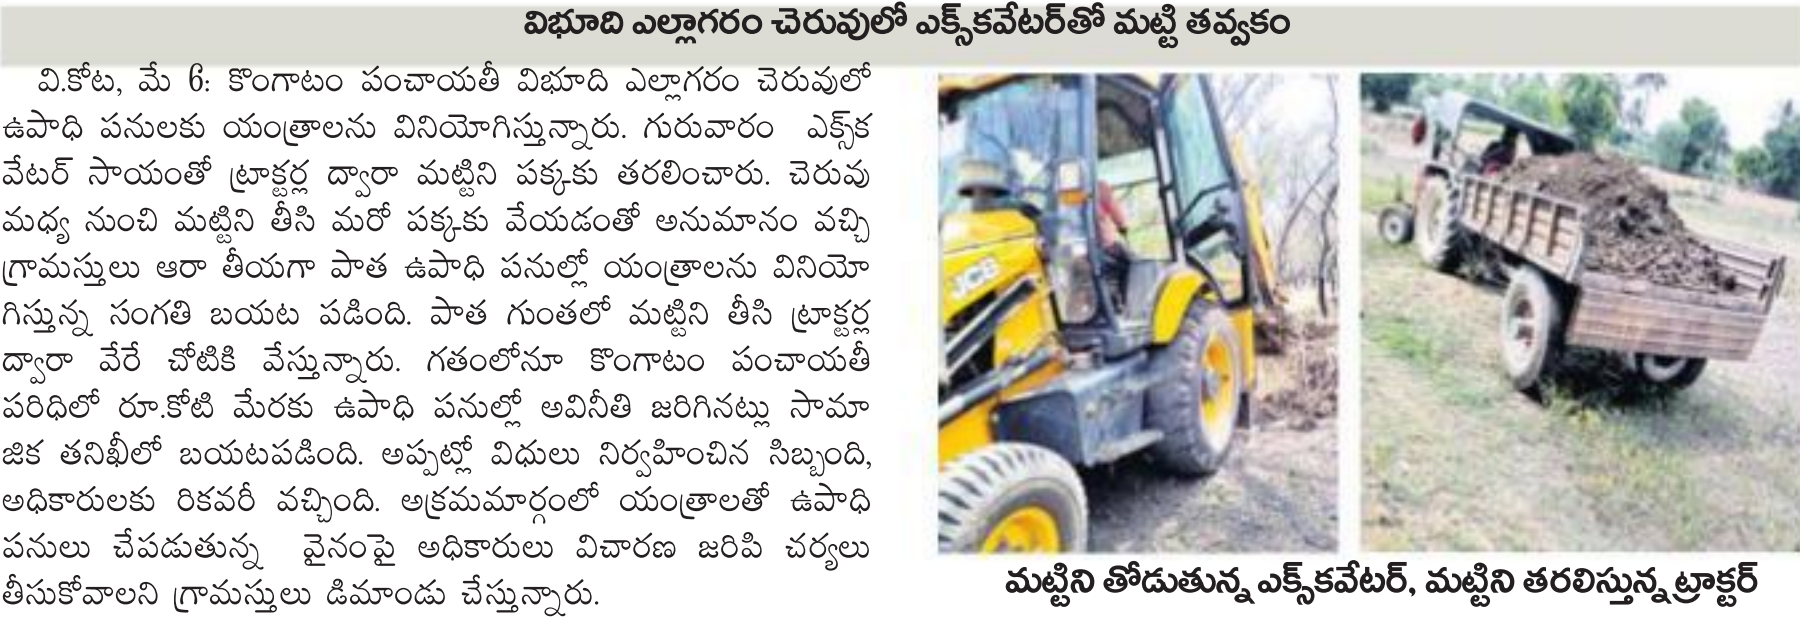 విభూది ఎల్లాగరం చెరువులో ఎక్స్‌కవేటర్‌తో మట్టి తవ్వకం
వి.కోట, మే 6: కొంగాటం పంచాయతీ విభూది ఎల్లాగరం చెరువులో
ఉపాధి పనులకు యంత్రాలను వినియోగిస్తున్నారు. గురువారం ఎక్స్‌క
వేటర్ సాయంతో ట్రాక్టర్ల ద్వారా మట్టిని పక్కకు తరలించారు. చెరువు
మధ్య నుంచి మట్టిని తీసి మరో పక్కకు వేయడంతో అనుమానం వచ్చి
గ్రామస్తులు ఆరా తీయగా పాత ఉపాధి పనుల్లో యంత్రాలను వినియో
గిస్తున్న సంగతి బయట పడింది. పాత గుంతలో మట్టిని తీసి ట్రాక్టర్ల
ద్వారా వేరే చోటికి వేస్తున్నారు. గతంలోనూ కొంగాటం పంచాయతీ
పరిధిలో రూ.కోటి మేరకు ఉపాధి పనుల్లో అవినీతి జరిగినట్లు సామా
జిక తనిఖీలో బయటపడింది. అప్పట్లో విధులు నిర్వహించిన సిబ్బంది,
అధికారులకు రికవరీ వచ్చింది. అక్రమమార్గంలో యంత్రాలతో ఉపాధి
పనులు చేపడుతున్న వైనంపై అధికారులు విచారణ జరిపి చర్యలు
తీసుకోవాలని గ్రామస్తులు డిమాండు చేస్తున్నారు.
JCB
మట్టిని తోడుతున్న ఎక్స్‌కవేటర్, మట్టిని తరలిస్తున్న ట్రాక్టర్